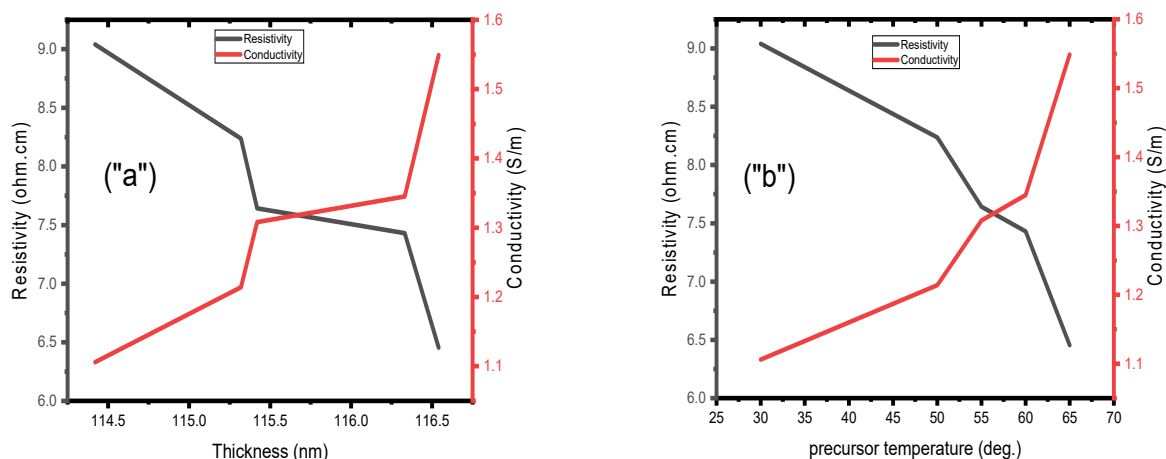 Resistivity
Conductivity
("a")
Resistivity (ohm.cm)
9.0
8.5
8.0
7.5
7.0
6.5
6.0
Conductivity (S/m)
1.6
1.5
1.4
1.3
1.2
1.1
114.5 115.0 115.5 116.0 116.5
Thickness (nm)
Resistivity
Conductivity
("b")
Resistivity (ohm.cm)
9.0
8.5
8.0
7.5
7.0
6.5
6.0
Conductivity (S/m)
1.6
1.5
1.4
1.3
1.2
1.1
25 30 35 40 45 50 55 60 65 70
precursor temperature (deg.)